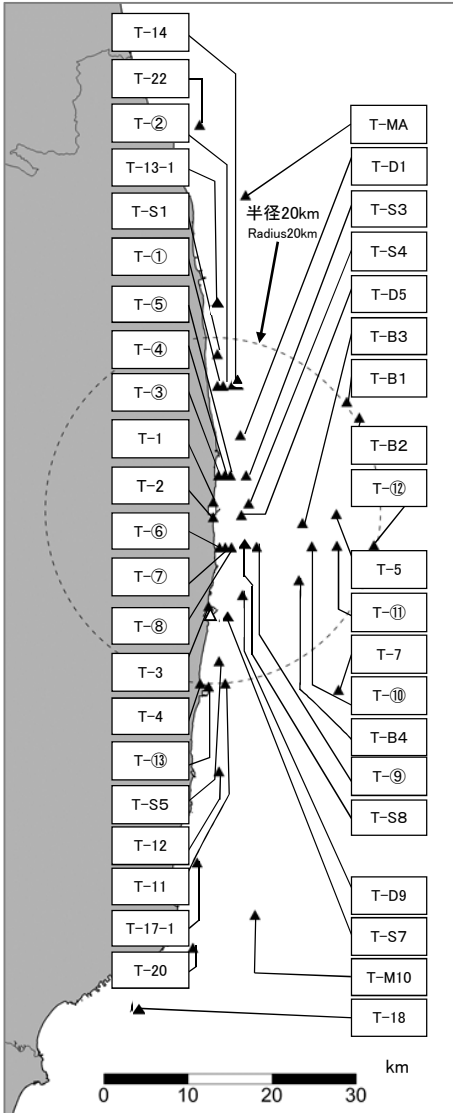 T-14
T-22
T-②
T-13-1
T-S1
T-①
T-⑤
T-④
T-③
T-1
T-2
T-⑥
T-⑦
T-⑧
T-3
T-4
T-⑬
T-S5
T-12
T-11
T-17-1
T-20
半径20km
Radius20km
T-MA
T-D1
T-S3
T-S4
T-D5
T-B3
T-B1
T-B2
T-⑫
T-5
T-⑪
T-7
T-⑩
T-B4
T-⑨
T-S8
T-D9
T-S7
T-M10
T-18
km
0 10 20 30